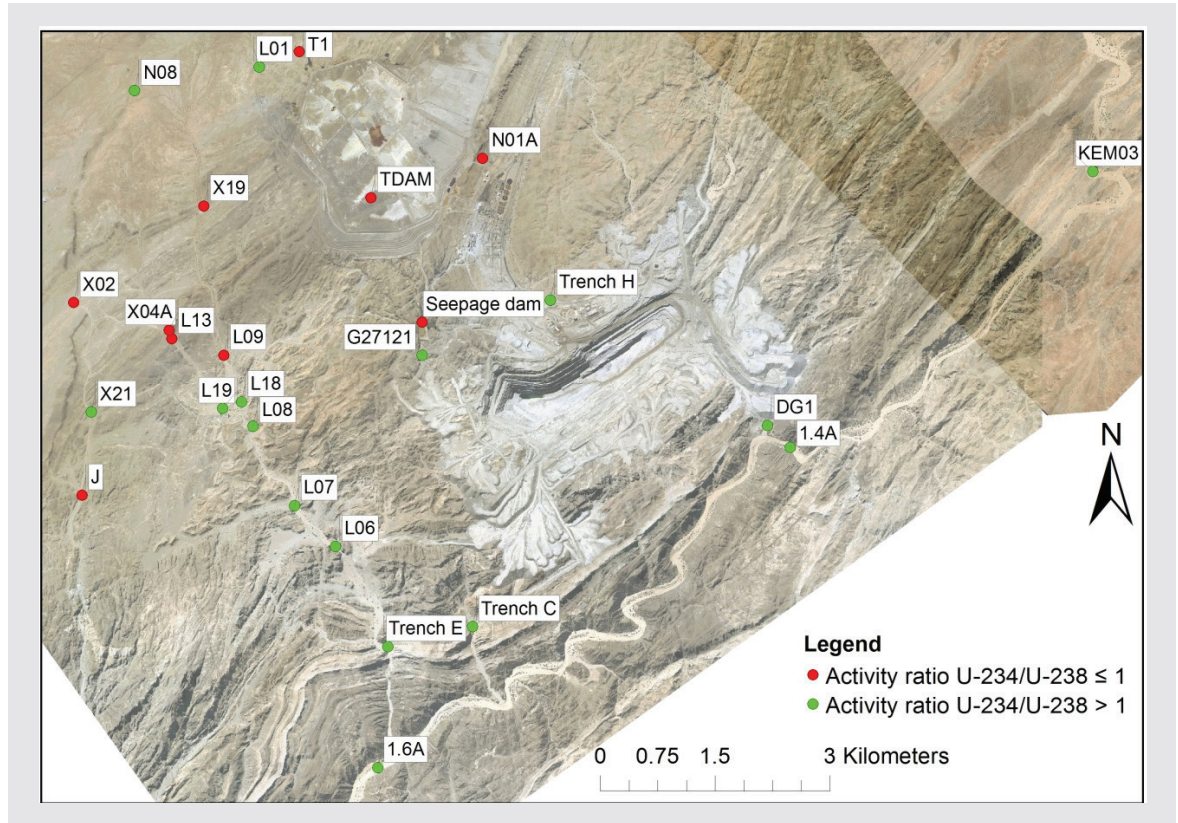 T1
L01
N08
N01A
KEM03
TDAM
X19
X02
Trench H
Seepage dam
X04A
L13
L09
G27121
L18
L19
X21
L08
DG1
1.4A
N
J
L07
L06
Trench C
Trench E
Legend
Activity ratio U-234/U-238 ≤ 1
Activity ratio U-234/U-238 > 1
1.6A
0 0.75 1.5 3 Kilometers